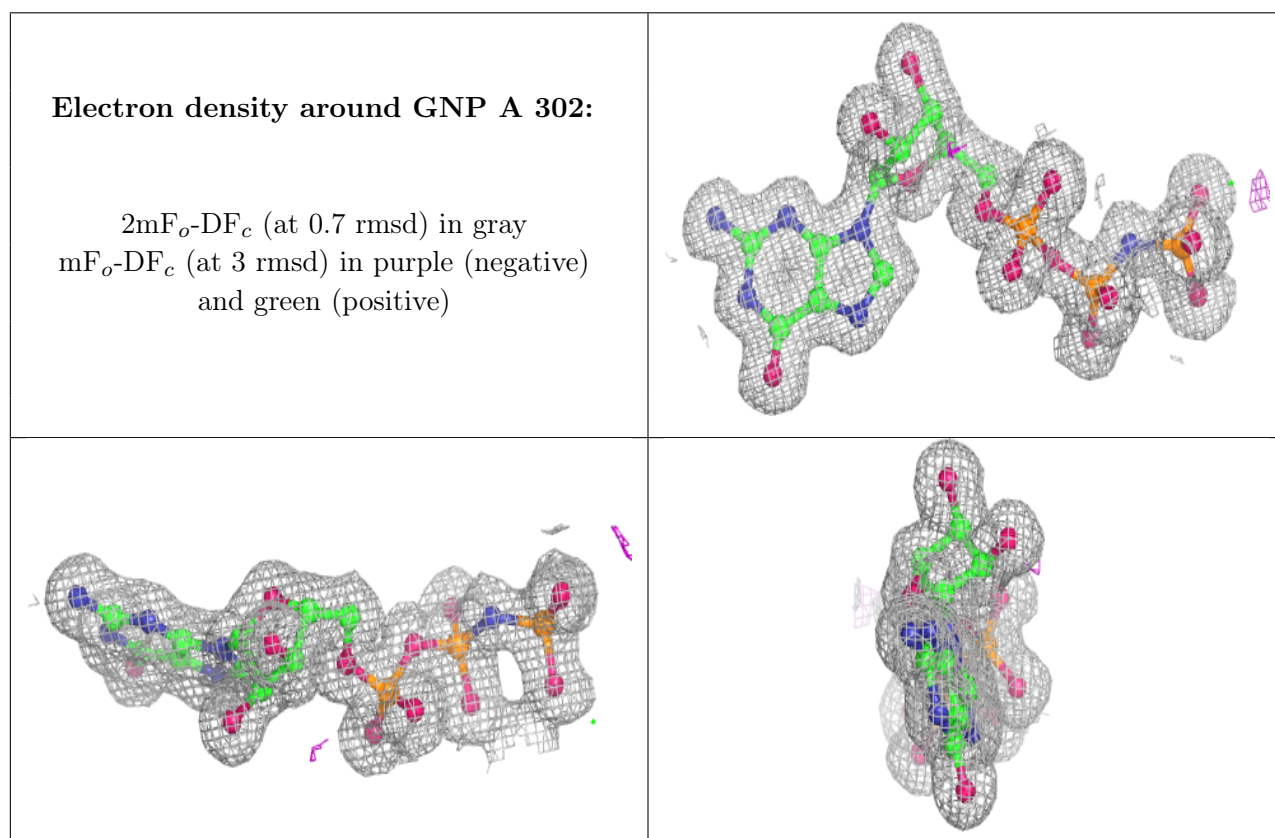 Electron density around GNP A 302:
2mFo-DFc (at 0.7 rmsd) in gray
mFo-DFc (at 3 rmsd) in purple (negative)
and green (positive)